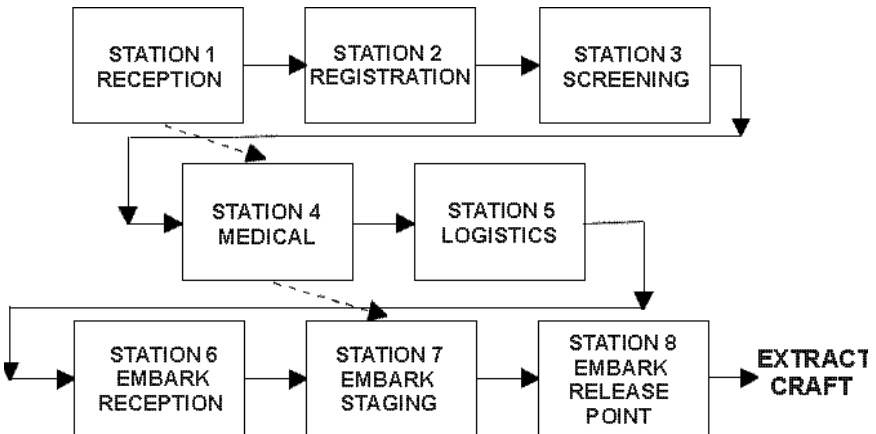 STATION 1
RECEPTION
STATION 2
REGISTRATION
STATION 3
SCREENING
STATION 4
MEDICAL
STATION 5
LOGISTICS
STATION 6
EMBARK
RECEPTION
STATION 7
EMBARK
STAGING
STATION 8
EMBARK
RELEASE
POINT
EXTRACT
CRAFT